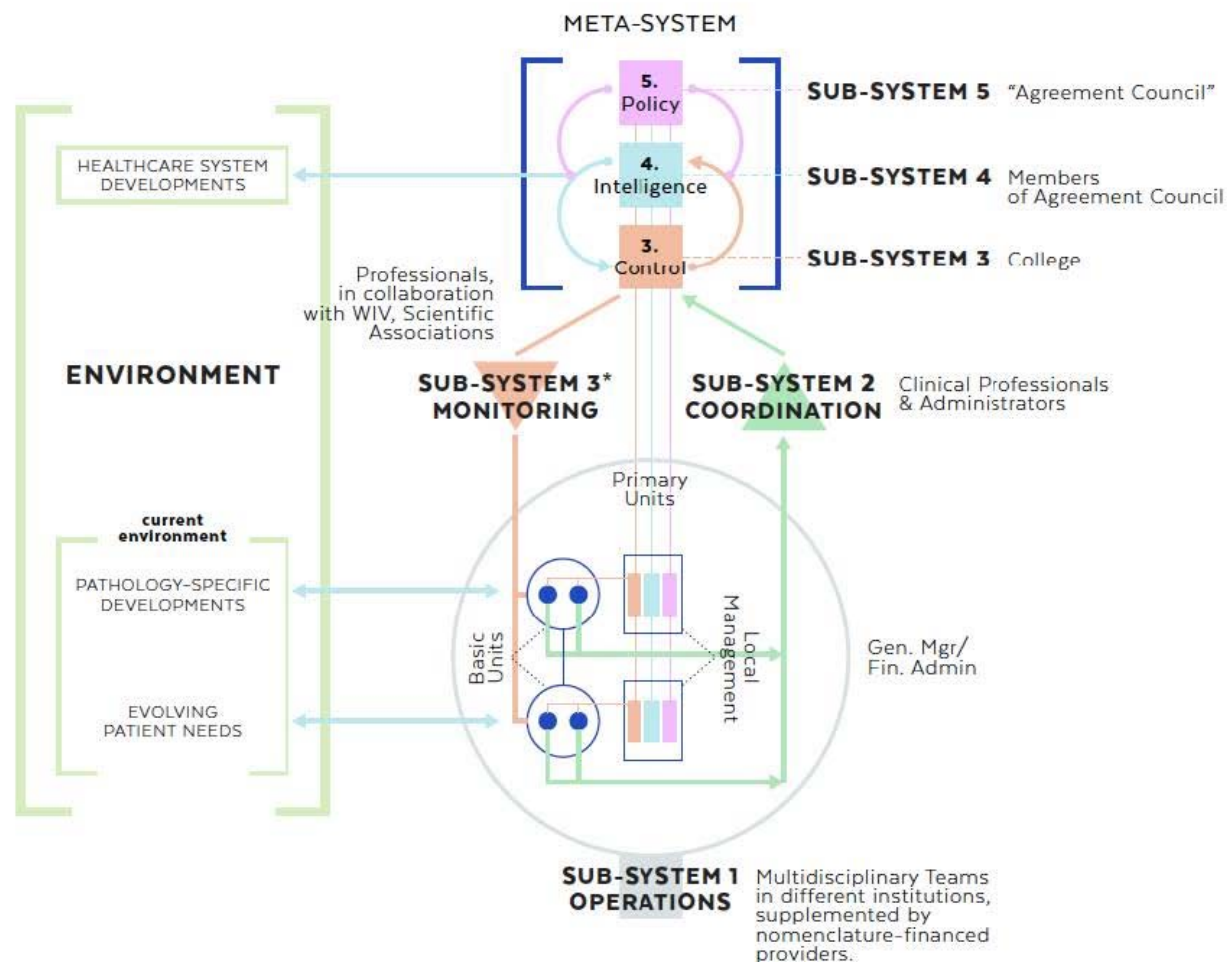 META-SYSTEM
5.
Policy
SUB-SYSTEM 5 "Agreement Council"
HEALTHCARE SYSTEM
DEVELOPMENTS
4.
Intelligence
SUB-SYSTEM 4 Members
of Agreement Council
3.
Control
SUB-SYSTEM 3 College
Professionals,
in collaboration
with WIV, Scientific
Associations
ENVIRONMENT
SUB-SYSTEM 3*
MONITORING
SUB-SYSTEM 2
COORDINATION
Clinical Professionals
& Administrators
Primary
Units
current
environment
PATHOLOGY-SPECIFIC
DEVELOPMENTS
Basic
Units
Local
Management
Gen. Mgr/
Fin. Admin
EVOLVING
PATIENT NEEDS
SUB-SYSTEM 1
OPERATIONS
Multidisciplinary Teams
in different institutions,
supplemented by
nomenclature-financed
providers.